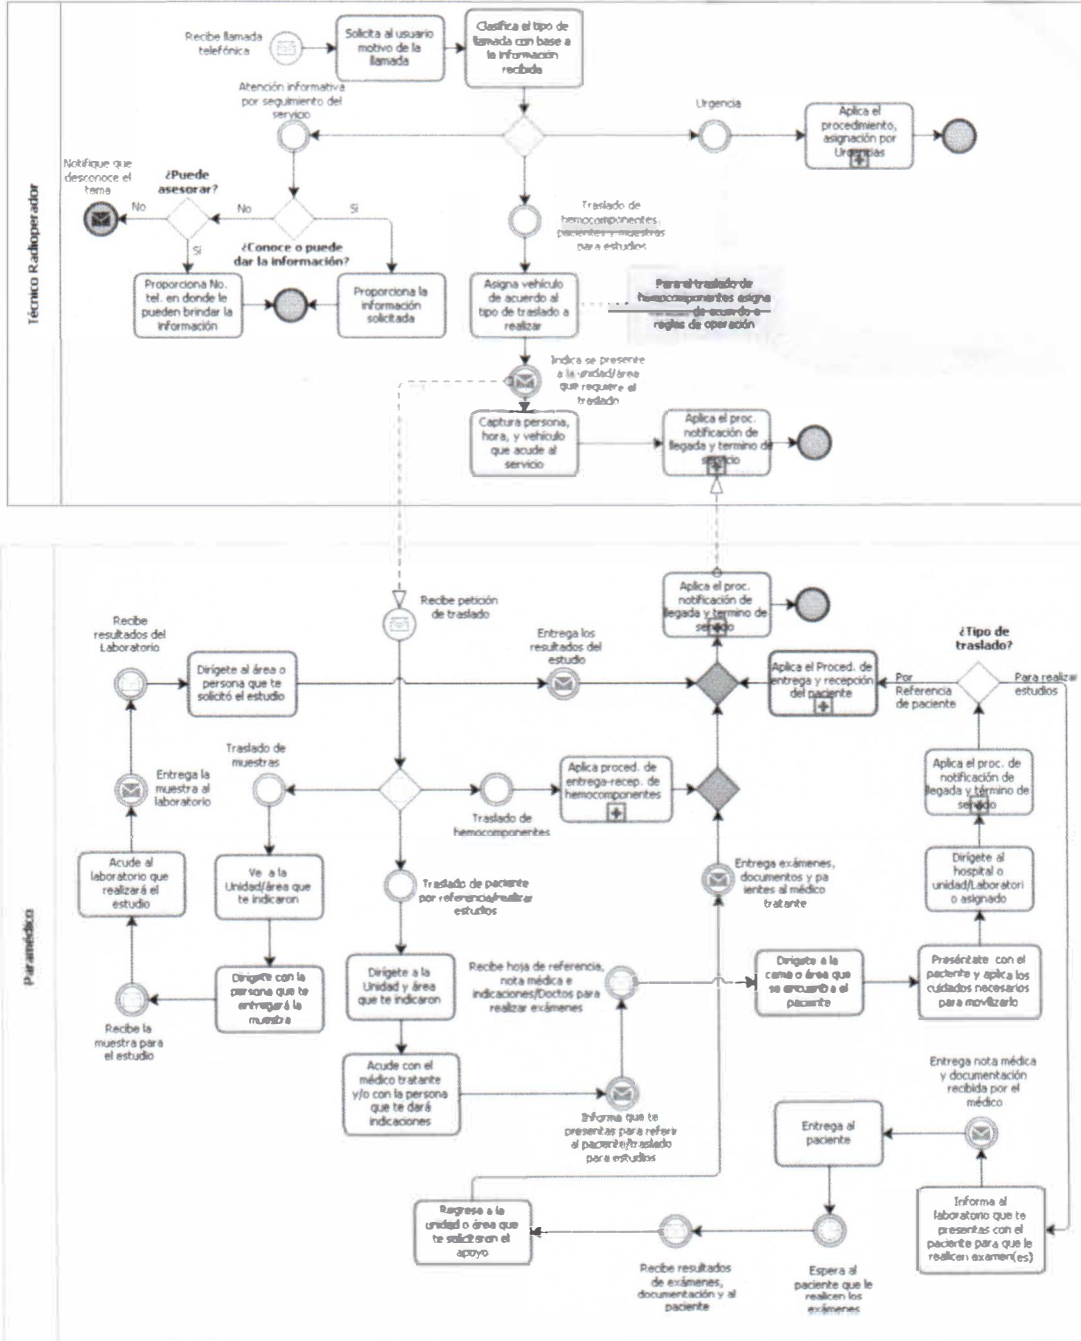 Técnico Radioperador
Recibe llamada
telefónica
Solicita al usuario
motivo de la
llamada
Clasifica el tipo de
llamada con base a
la información
recibida
Atención informativa
por seguimiento del
servicio
Urgencia
Aplica el
procedimiento,
asignación por
Urgencias
Notifique que
desconoce el
tema
¿Puede
asesorar?
No
No
Si
Si
¿Conoce o puede
dar la información?
Traslado de
hemocomponentes,
pacientes y muestras
para estudios
Proporciona No.
tel. en donde le
pueden brindar la
información
Proporciona la
información
solicitada
Asigna vehículo
de acuerdo al
tipo de traslado a
realizar
Para el traslado de
hemocomponentes asigna
de acuerdo a
reglas de operación
Indica se presente
a la unidad/área
que requiere el
traslado
Captura persona,
hora, y vehículo
que acude al
servicio
Aplica el proc.
notificación de
llegada y termino de
servicio
Paramédico
Recibe petición
de traslado
Aplica el proc.
notificación de
llegada y termino de
servicio
Recibe
resultados del
Laboratorio
Dirígete al área o
persona que te
solicitó el estudio
Entrega los
resultados del
estudio
Aplica el Proced. de
entrega y recepción
del paciente
Por
Referencia
de paciente
¿Tipo de
traslado?
Para realizar
estudios
Traslado de
muestras
Entrega la
muestra al
laboratorio
Traslado de
hemocomponentes
Aplica proced. de
entrega-recep. de
hemocomponentes
Aplica el proc. de
notificación de
llegada y término de
servicio
Acude al
laboratorio que
realizará el
estudio
Ve a la
Unidad/área que
te indicaron
Traslado de paciente
por referencia/realizar
estudios
Entrega exámenes,
documentos y pa
ientes al médico
tratante
Dirígete al
hospital o
unidad/Laboratori
o asignado
Recibe la
muestra para
el estudio
Dirígete con la
persona que te
entregará la
muestra
Dirígete a la
Unidad y área
que te indicaron
Recibe hoja de referencia,
nota médica e
indicaciones/Doctos para
realizar exámenes
Dirígete a la
cama o área que
se encuentra el
paciente
Preséntate con el
paciente y aplica los
cuidados necesarios
para movilizarlo
Acude con el
médico tratante
y/o con la persona
que te dará
indicaciones
Informa que te
presentas para referir
al paciente/traslado
para estudios
Entrega al
paciente
Entrega nota médica
y documentación
recibida por el
médico
Regresa a la
unidad o área que
te solicitaron el
apoyo
Recibe resultados
de exámenes,
documentación y al
paciente
Espera al
paciente que le
realicen los
exámenes
Informa al
laboratorio que te
presentas con el
paciente para que le
realicen examen(es)